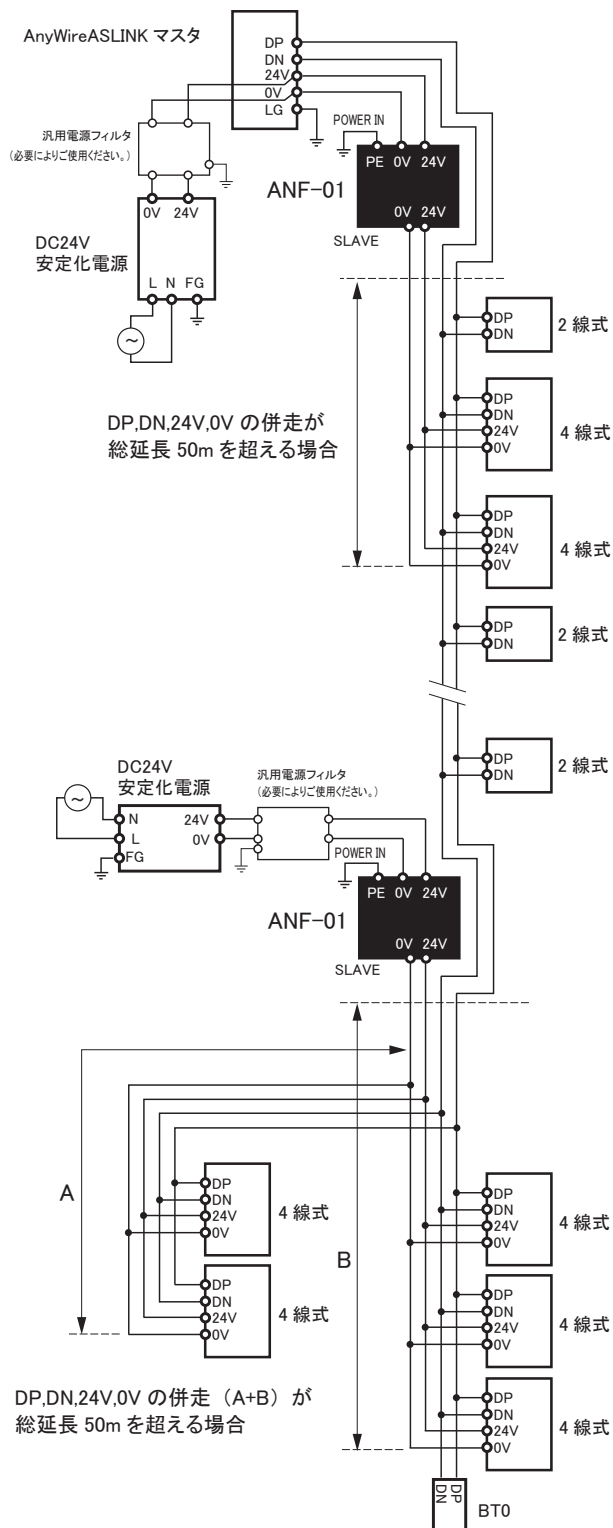 AnyWireASLINK マスタ
DP
DN
24V
0V
LG
汎用電源フィルタ
(必要によりご使用ください。)
0V 24V
DC24V
安定化電源
L N FG
~
POWER IN
PE 0V 24V
ANF-01
0V 24V
SLAVE
DP
DN
2 線式
DP,DN,24V,0V の併走が
総延長 50m を超える場合
DP
DN
24V
0V
4 線式
DP
DN
24V
0V
4 線式
DP
DN
2 線式
DP
DN
2 線式
DC24V
安定化電源
~
N
L
FG
24V
0V
汎用電源フィルタ
(必要によりご使用ください。)
POWER IN
PE 0V 24V
ANF-01
0V 24V
SLAVE
A
DP
DN
24V
0V
4 線式
DP
DN
24V
0V
4 線式
B
DP
DN
24V
0V
4 線式
DP
DN
24V
0V
4 線式
DP
DN
24V
0V
4 線式
DP,DN,24V,0V の併走（A+B）が
総延長 50m を超える場合
DN
DP
BT0